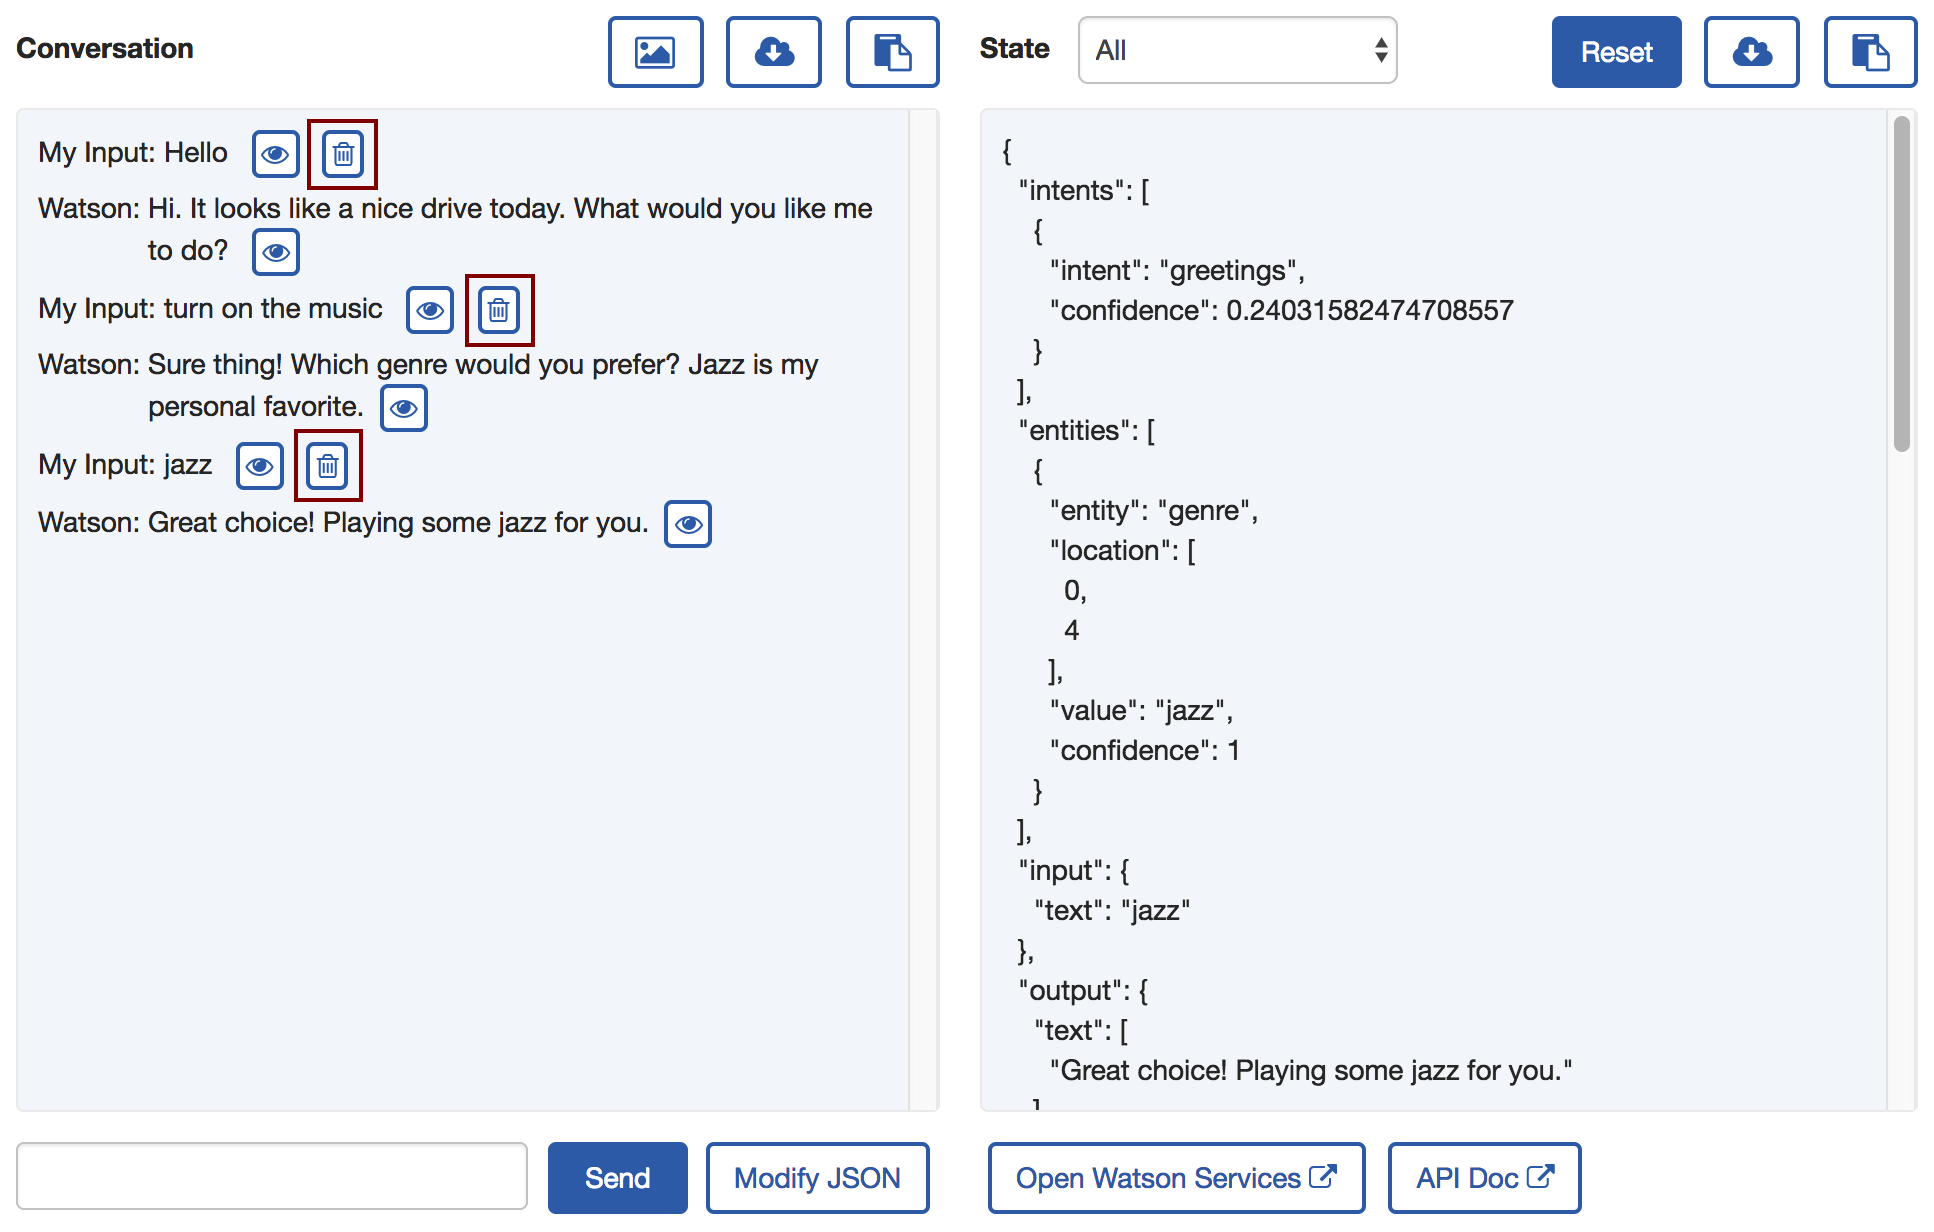 Conversation
My Input: Hello
Watson: Hi. It looks like a nice drive today. What would you like me
to do?
My Input: turn on the music
Watson: Sure thing! Which genre would you prefer? Jazz is my
personal favorite.
My Input: jazz
Watson: Great choice! Playing some jazz for you.
Send
Modify JSON
State
All
Reset
{
"intents": [
{
"intent": "greetings",
"confidence": 0.24031582474708557
}
],
"entities": [
{
"entity": "genre",
"location": [
0,
4
],
"value": "jazz",
"confidence": 1
}
],
"input": {
"text": "jazz"
},
"output": {
"text": [
"Great choice! Playing some jazz for you."
]
Open Watson Services
API Doc